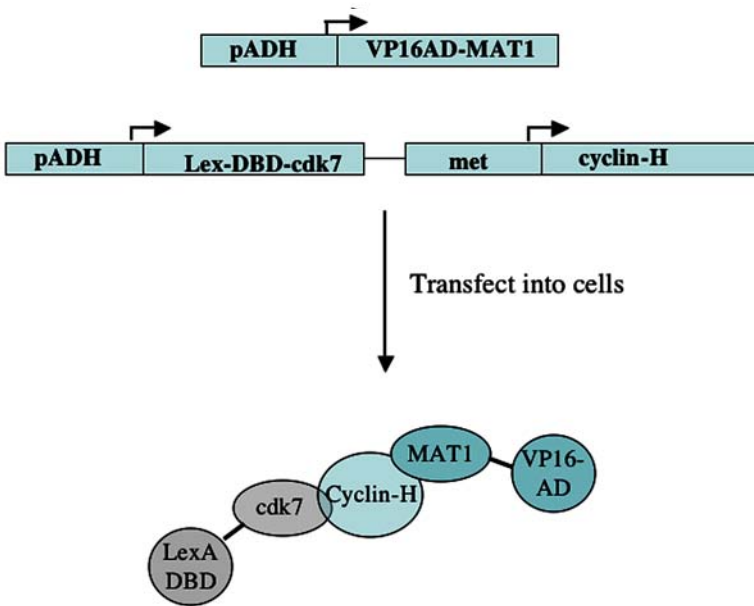 pADH VP16AD-MAT1
pADH Lex-DBD-cdk7 met cyclin-H
Transfect into cells
MAT1
VP16-
AD
Cyclin-H
cdk7
LexA
DBD